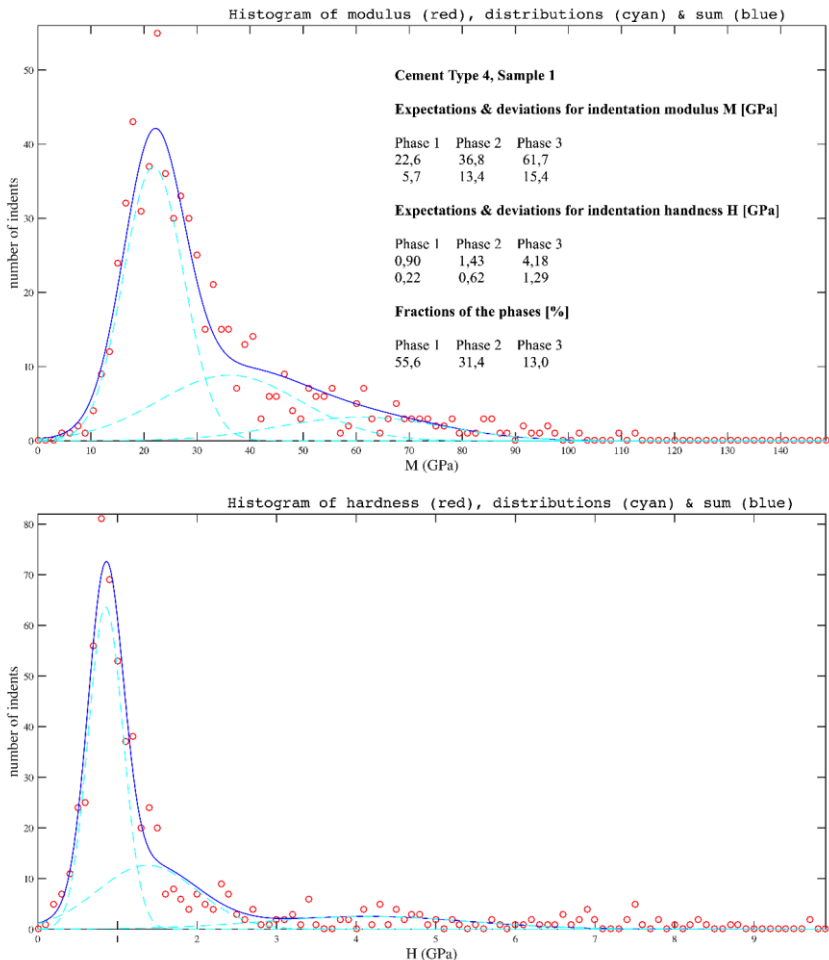 Histogram of modulus (red), distributions (cyan) & sum (blue)
50
40
30
20
10
0
number of indents
Cement Type 4, Sample 1
Expectations & deviations for indentation modulus M [GPa]
Phase 1 Phase 2 Phase 3
22,6 36,8 61,7
5,7 13,4 15,4
Expectations & deviations for indentation handness H [GPa]
Phase 1 Phase 2 Phase 3
0,90 1,43 4,18
0,22 0,62 1,29
Fractions of the phases [%]
Phase 1 Phase 2 Phase 3
55,6 31,4 13,0
0 10 20 30 40 50 60 70 80 90 100 110 120 130 140
M (GPa)
Histogram of hardness (red), distributions (cyan) & sum (blue)
80
70
60
50
40
30
20
10
0
number of indents
0 1 2 3 4 5 6 7 8 9
H (GPa)